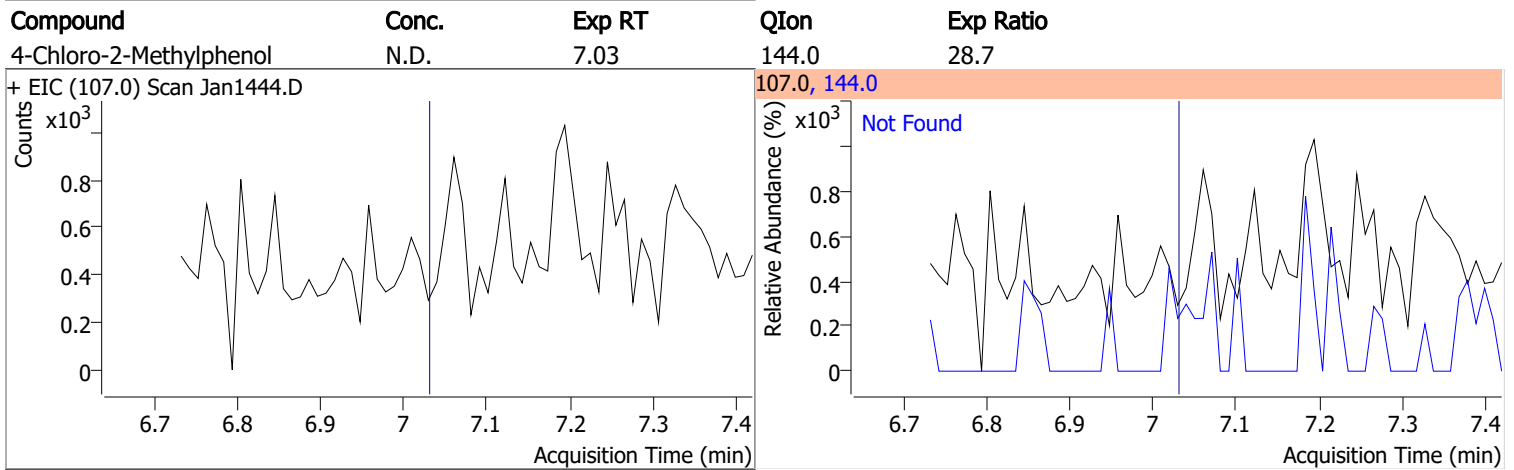 Compound Conc. Exp RT QIon Exp Ratio
4-Chloro-2-Methylphenol N.D. 7.03 144.0 28.7
+ EIC (107.0) Scan Jan1444.D
Counts
x10³
0.8
0.6
0.4
0.2
0
6.7 6.8 6.9 7 7.1 7.2 7.3 7.4
Acquisition Time (min)
107.0, 144.0
Relative Abundance (%)
x10³
Not Found
0.8
0.6
0.4
0.2
0
6.7 6.8 6.9 7 7.1 7.2 7.3 7.4
Acquisition Time (min)